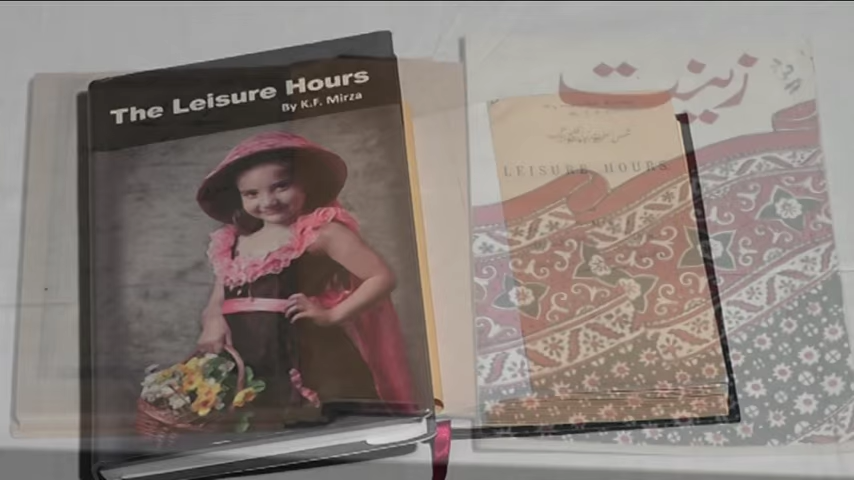 The Leisure Hours
By K.F. Mirza
زینت
LEISURE HOURS